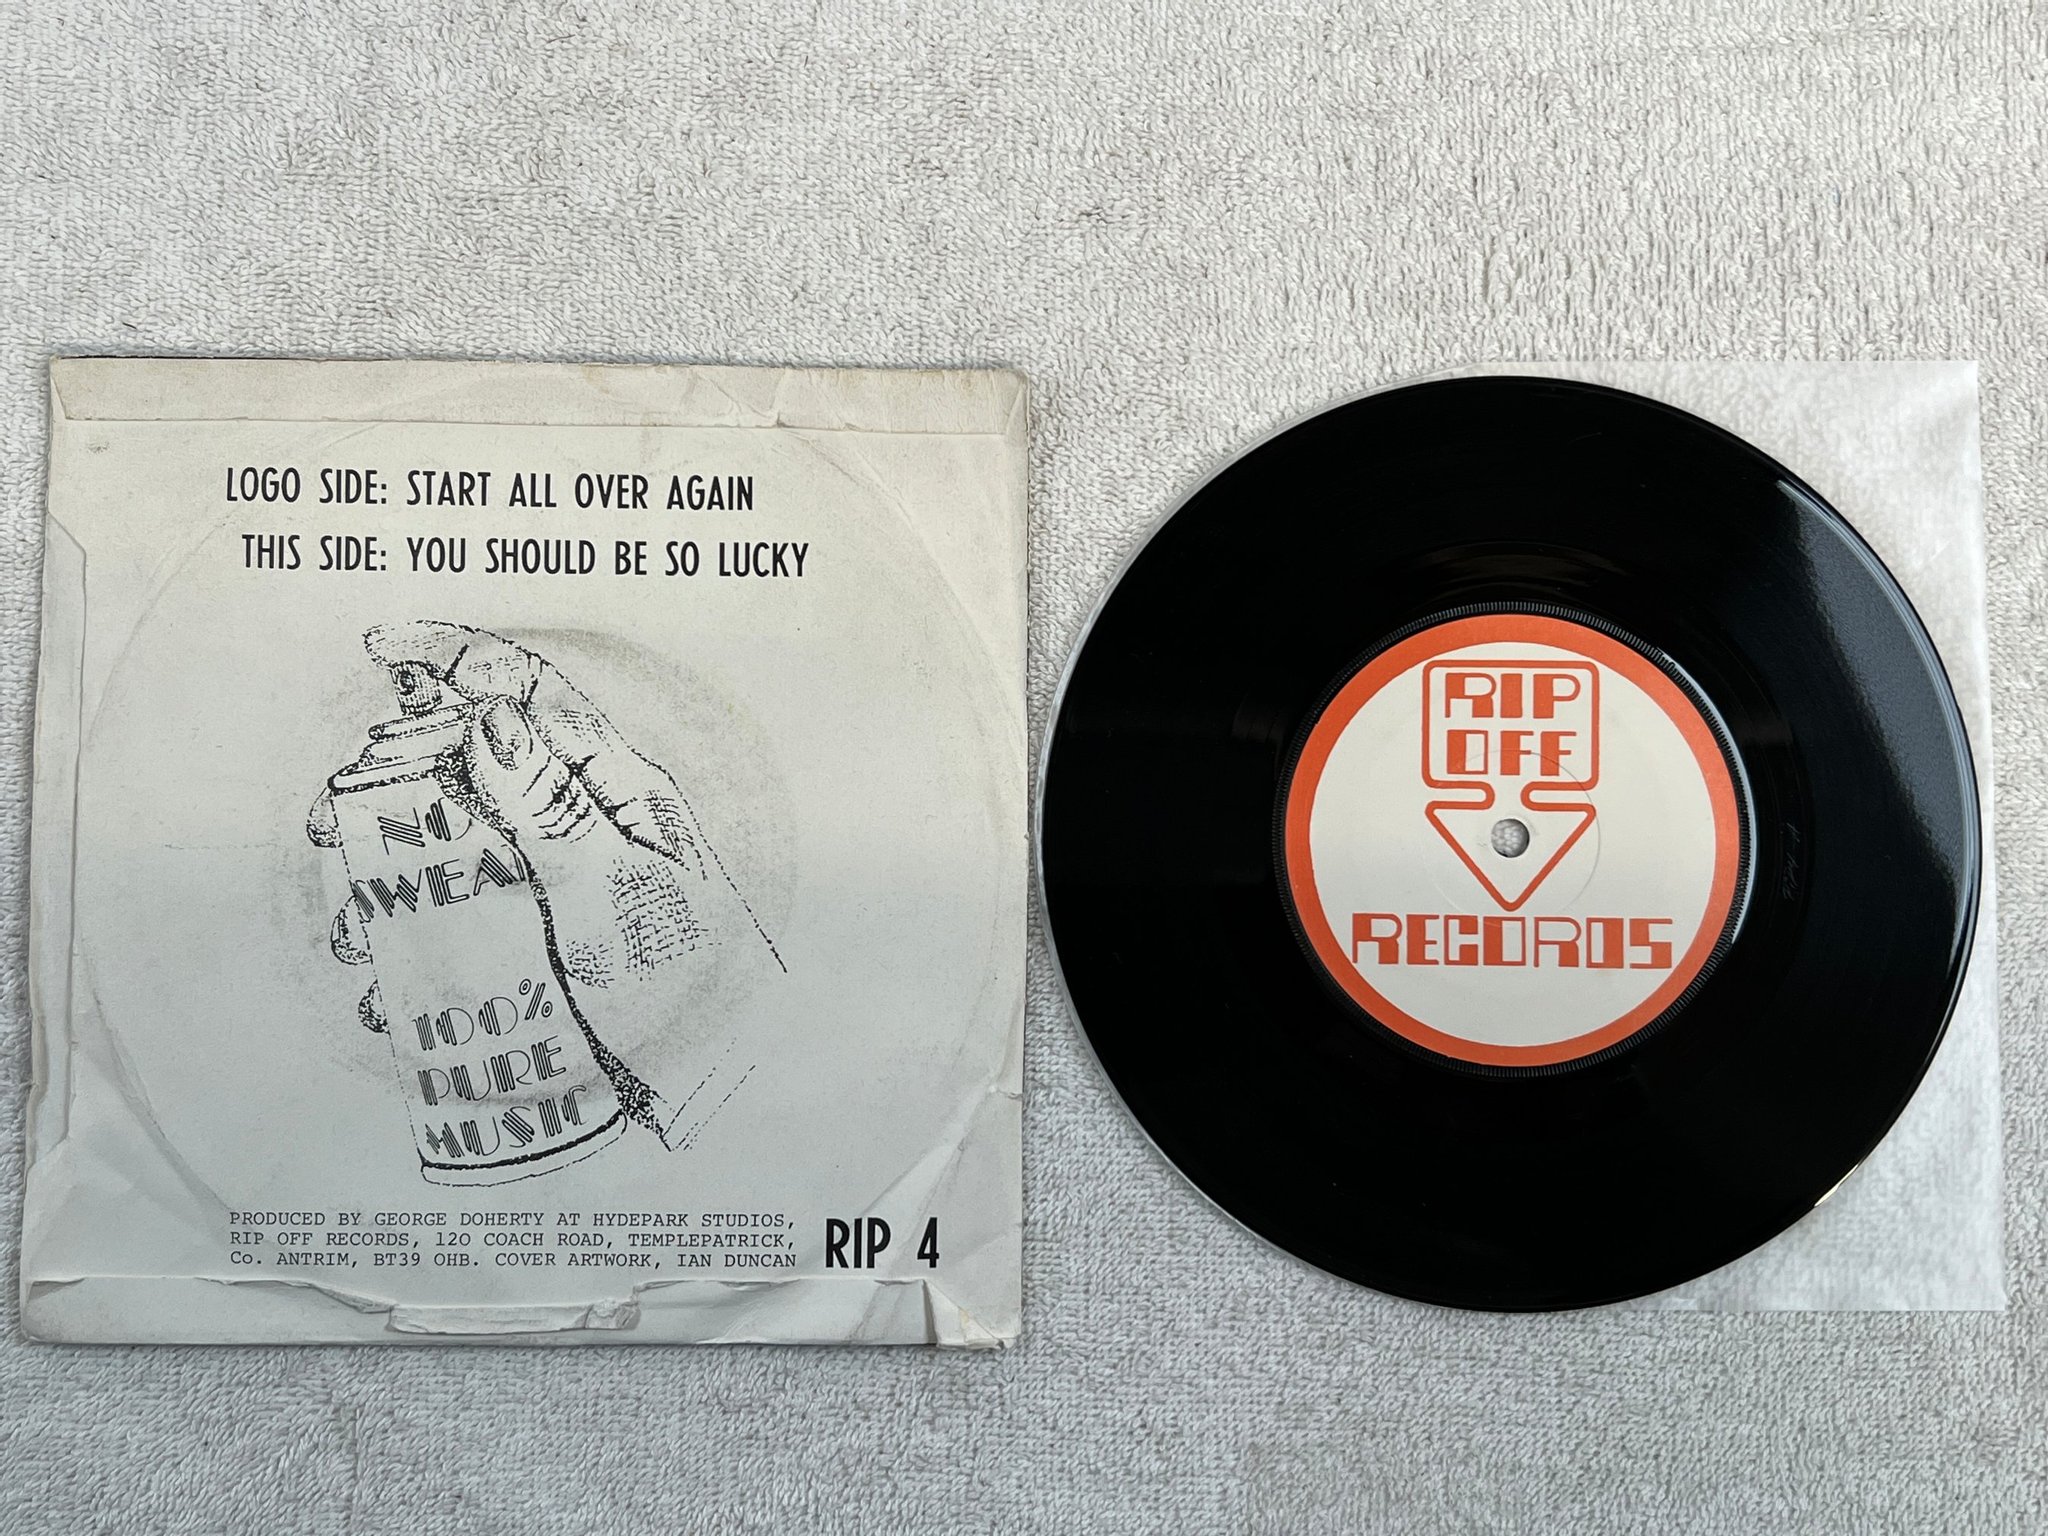 LOGO SIDE: START ALL OVER AGAIN
THIS SIDE: YOU SHOULD BE SO LUCKY
NO
SWEAT
100%
PURE
MUSIC
PRODUCED BY GEORGE DOHERTY AT HYDEPARK STUDIOS,
RIP OFF RECORDS, 120 COACH ROAD, TEMPLEPATRICK,
Co. ANTRIM, BT39 OHB. COVER ARTWORK, IAN DUNCAN
RIP 4
RIP
OFF
RECORDS